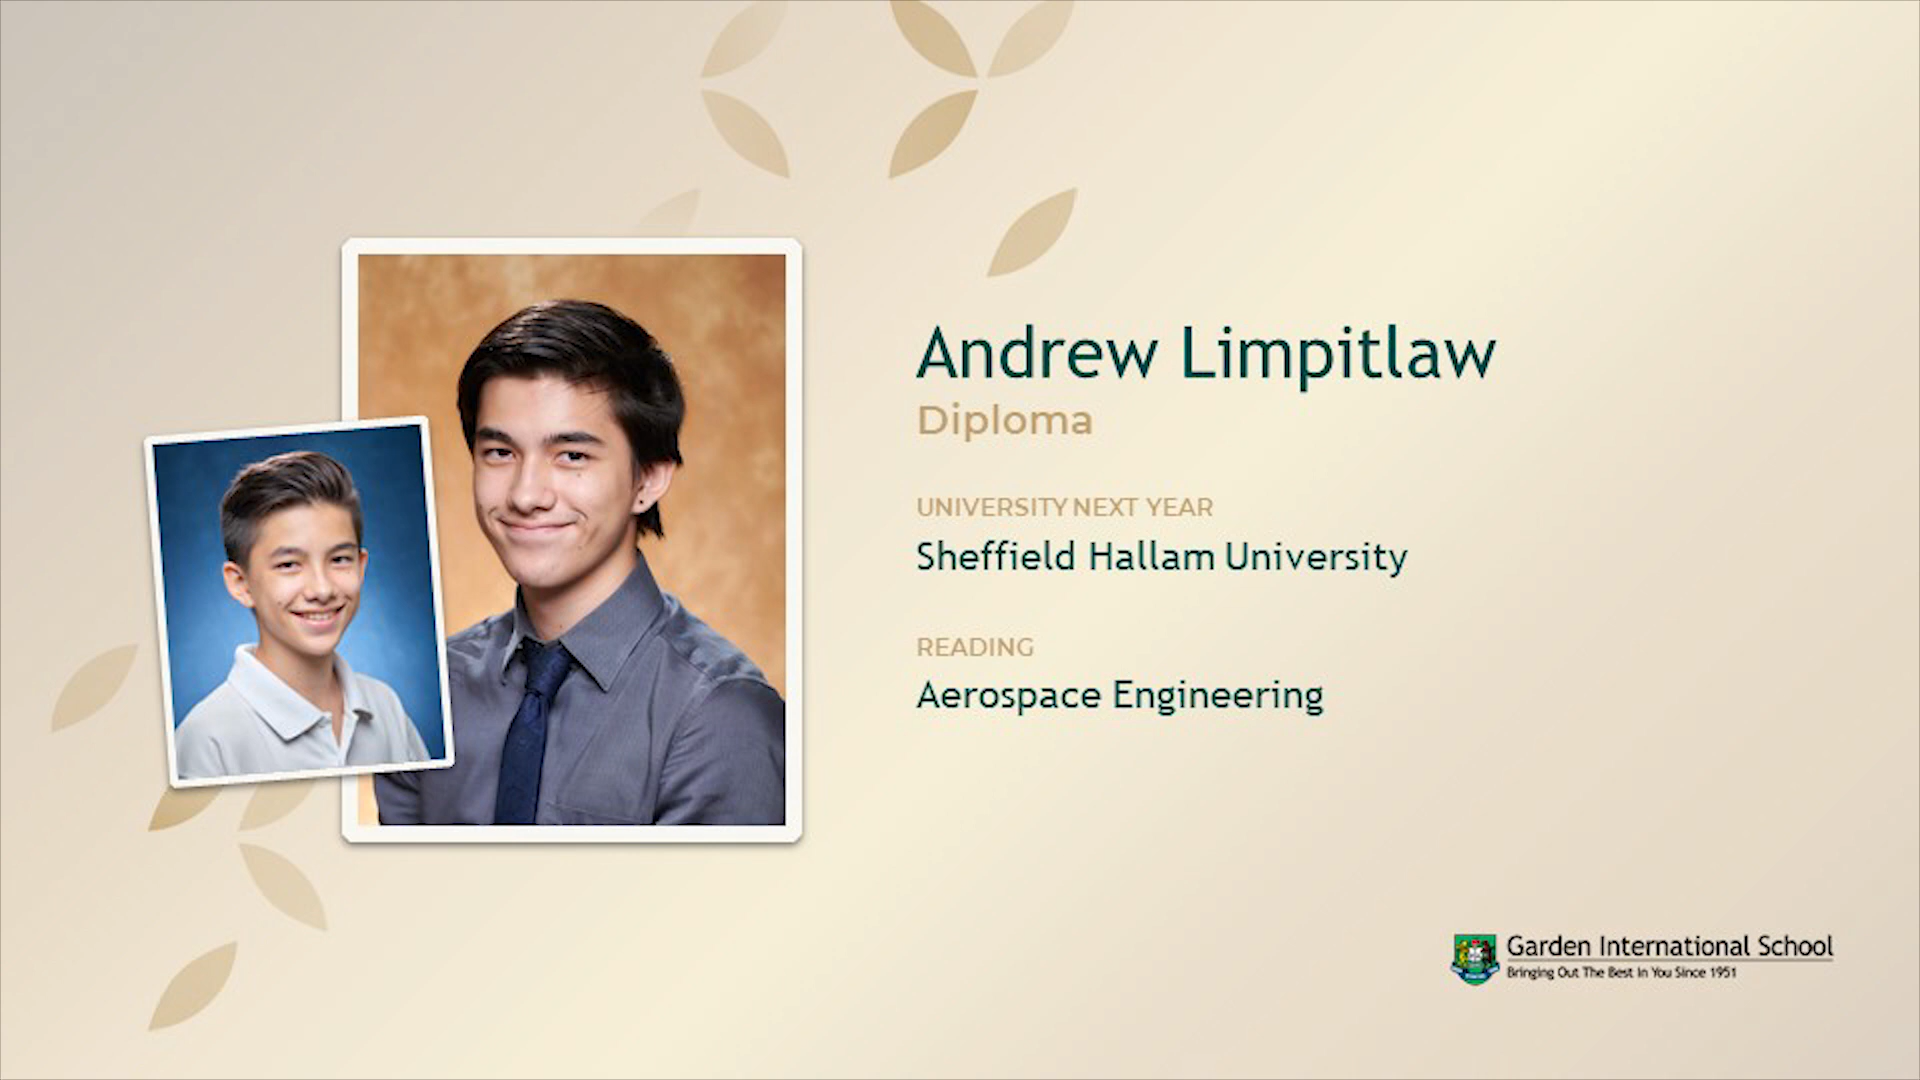 Andrew Limpitlaw
Diploma
UNIVERSITY NEXT YEAR
Sheffield Hallam University
READING
Aerospace Engineering
Garden International School
Bringing Out The Best In You Since 1951